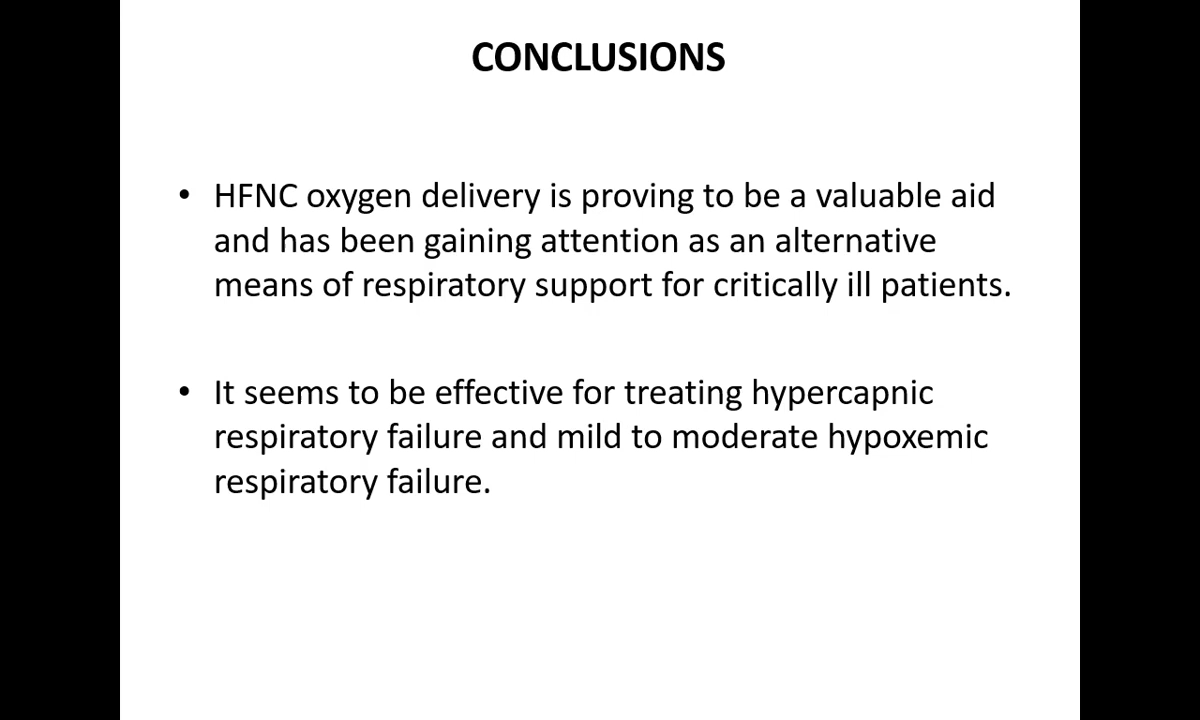 CONCLUSIONS
• HFNC oxygen delivery is proving to be a valuable aid
and has been gaining attention as an alternative
means of respiratory support for critically ill patients.
• It seems to be effective for treating hypercapnic
respiratory failure and mild to moderate hypoxemic
respiratory failure.